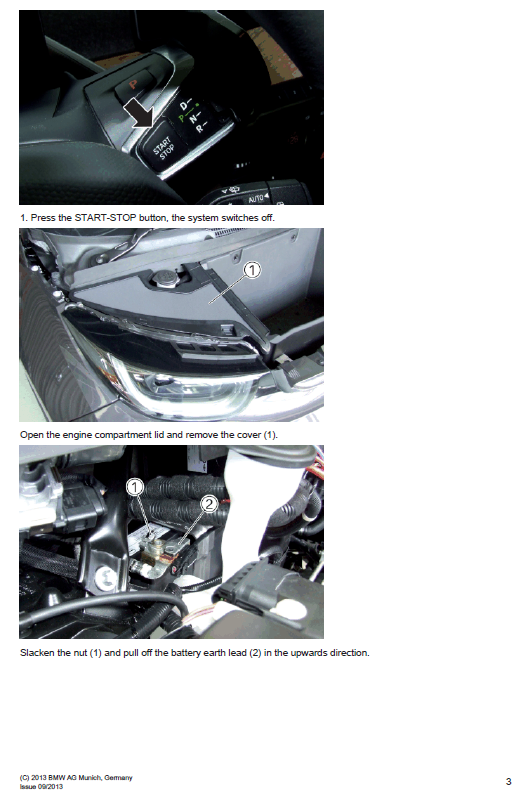 P
D
P
N
R
START
STOP
AUTO
1. Press the START-STOP button, the system switches off.
1
Open the engine compartment lid and remove the cover (1).
1
2
Slacken the nut (1) and pull off the battery earth lead (2) in the upwards direction.
(C) 2013 BMW AG Munich, Germany
Issue 09/2013
3